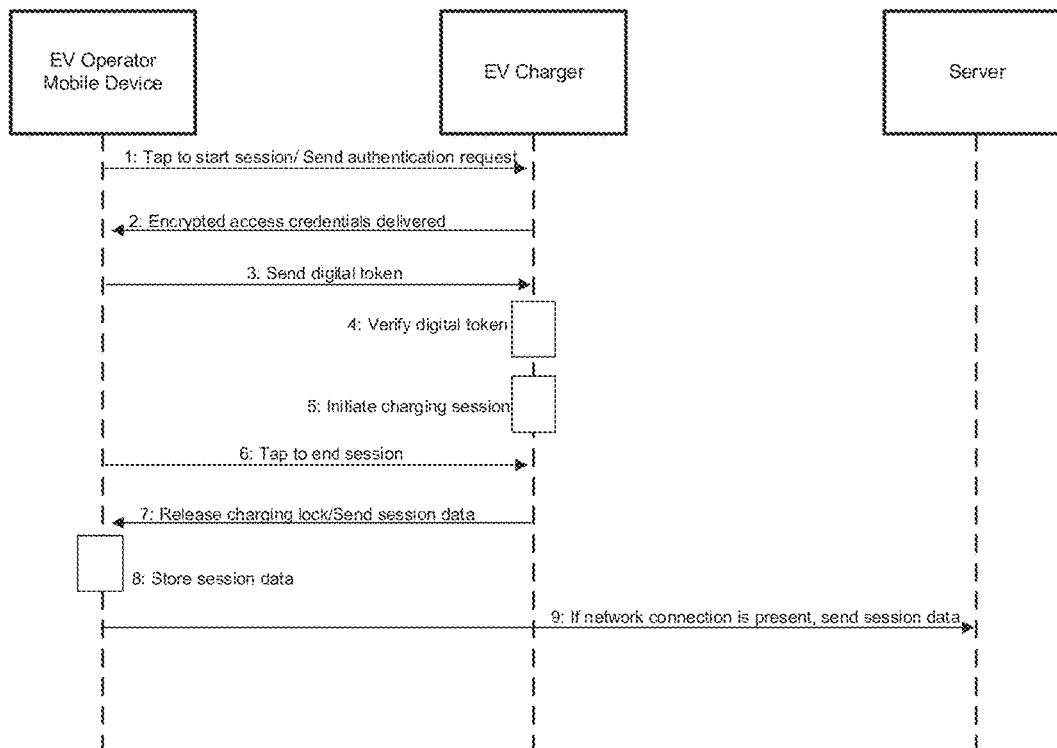 EV Operator
Mobile Device
EV Charger
Server
1: Tap to start session/ Send authentication request
2: Encrypted access credentials delivered
3: Send digital token
4: Verify digital token
5: Initiate charging session
6: Tap to end session
7: Release charging lock/Send session data
8: Store session data
9: If network connection is present, send session data